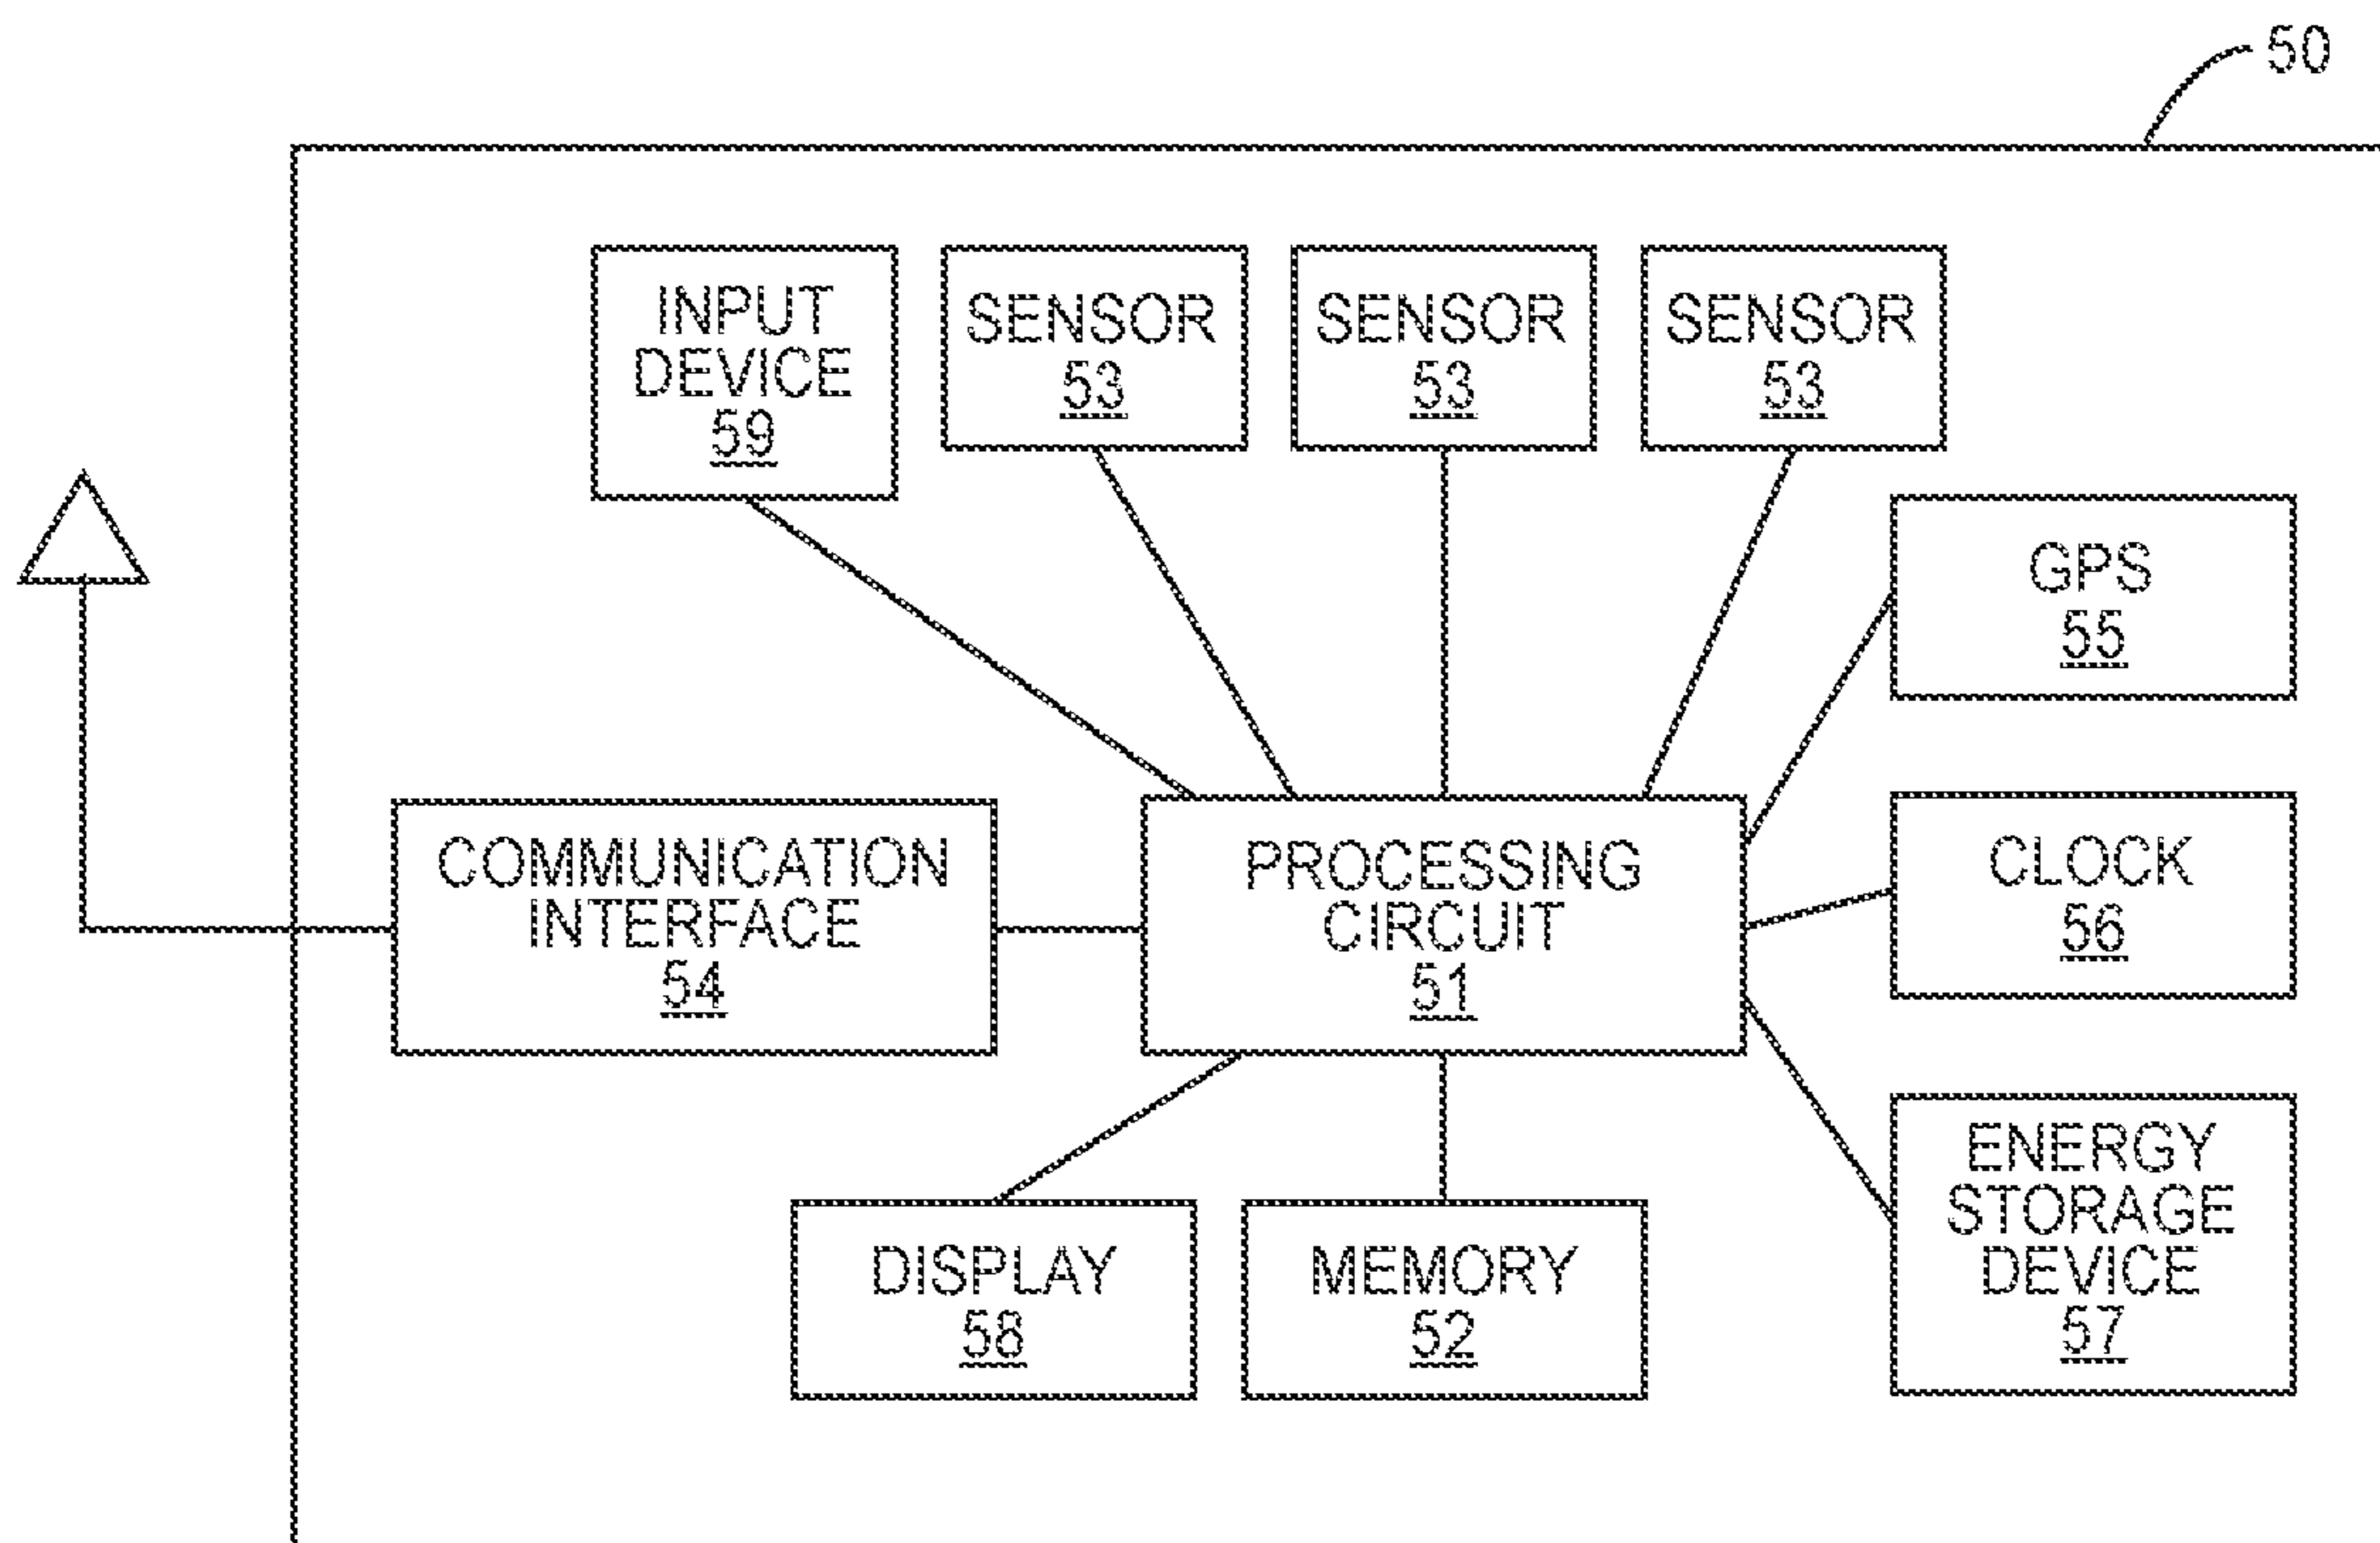 50
INPUT
DEVICE
59
SENSOR
53
SENSOR
53
SENSOR
53
GPS
55
COMMUNICATION
INTERFACE
54
PROCESSING
CIRCUIT
51
CLOCK
56
DISPLAY
58
MEMORY
52
ENERGY
STORAGE
DEVICE
57